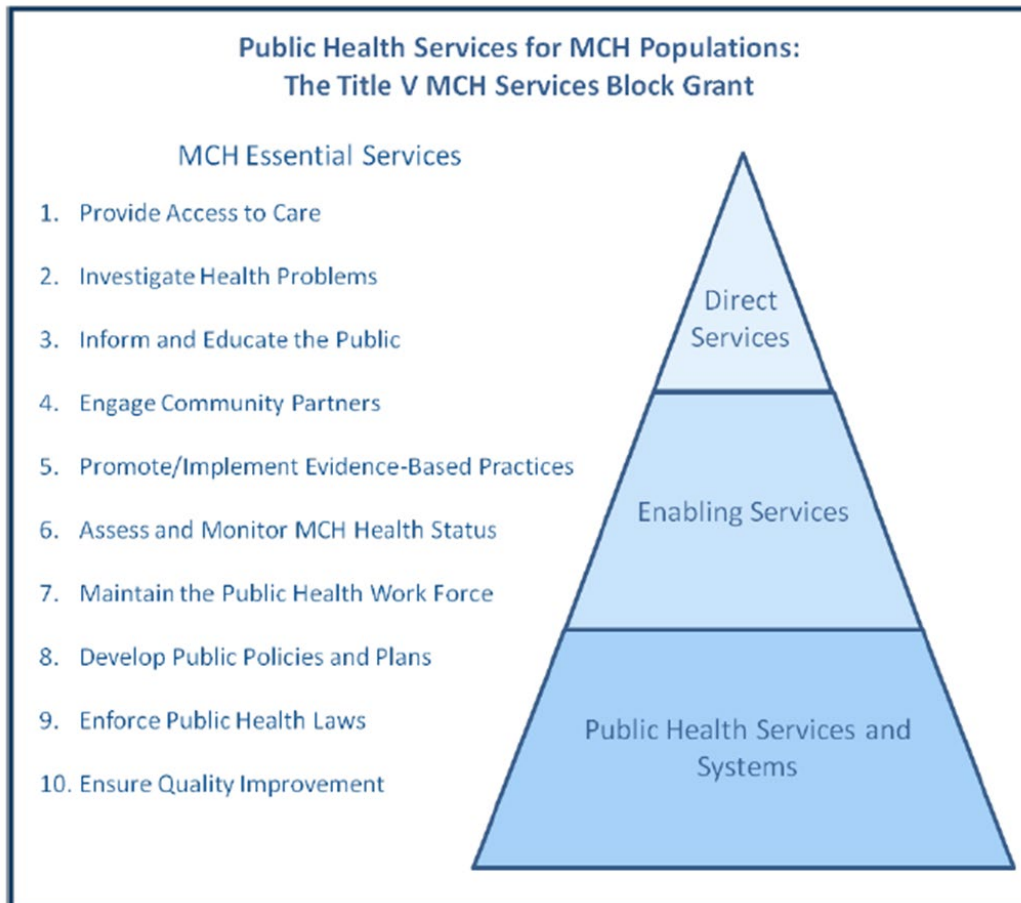 Public Health Services for MCH Populations:
The Title V MCH Services Block Grant
MCH Essential Services
1. Provide Access to Care
2. Investigate Health Problems
3. Inform and Educate the Public
4. Engage Community Partners
5. Promote/Implement Evidence-Based Practices
6. Assess and Monitor MCH Health Status
7. Maintain the Public Health Work Force
8. Develop Public Policies and Plans
9. Enforce Public Health Laws
10. Ensure Quality Improvement
Direct
Services
Enabling Services
Public Health Services and
Systems